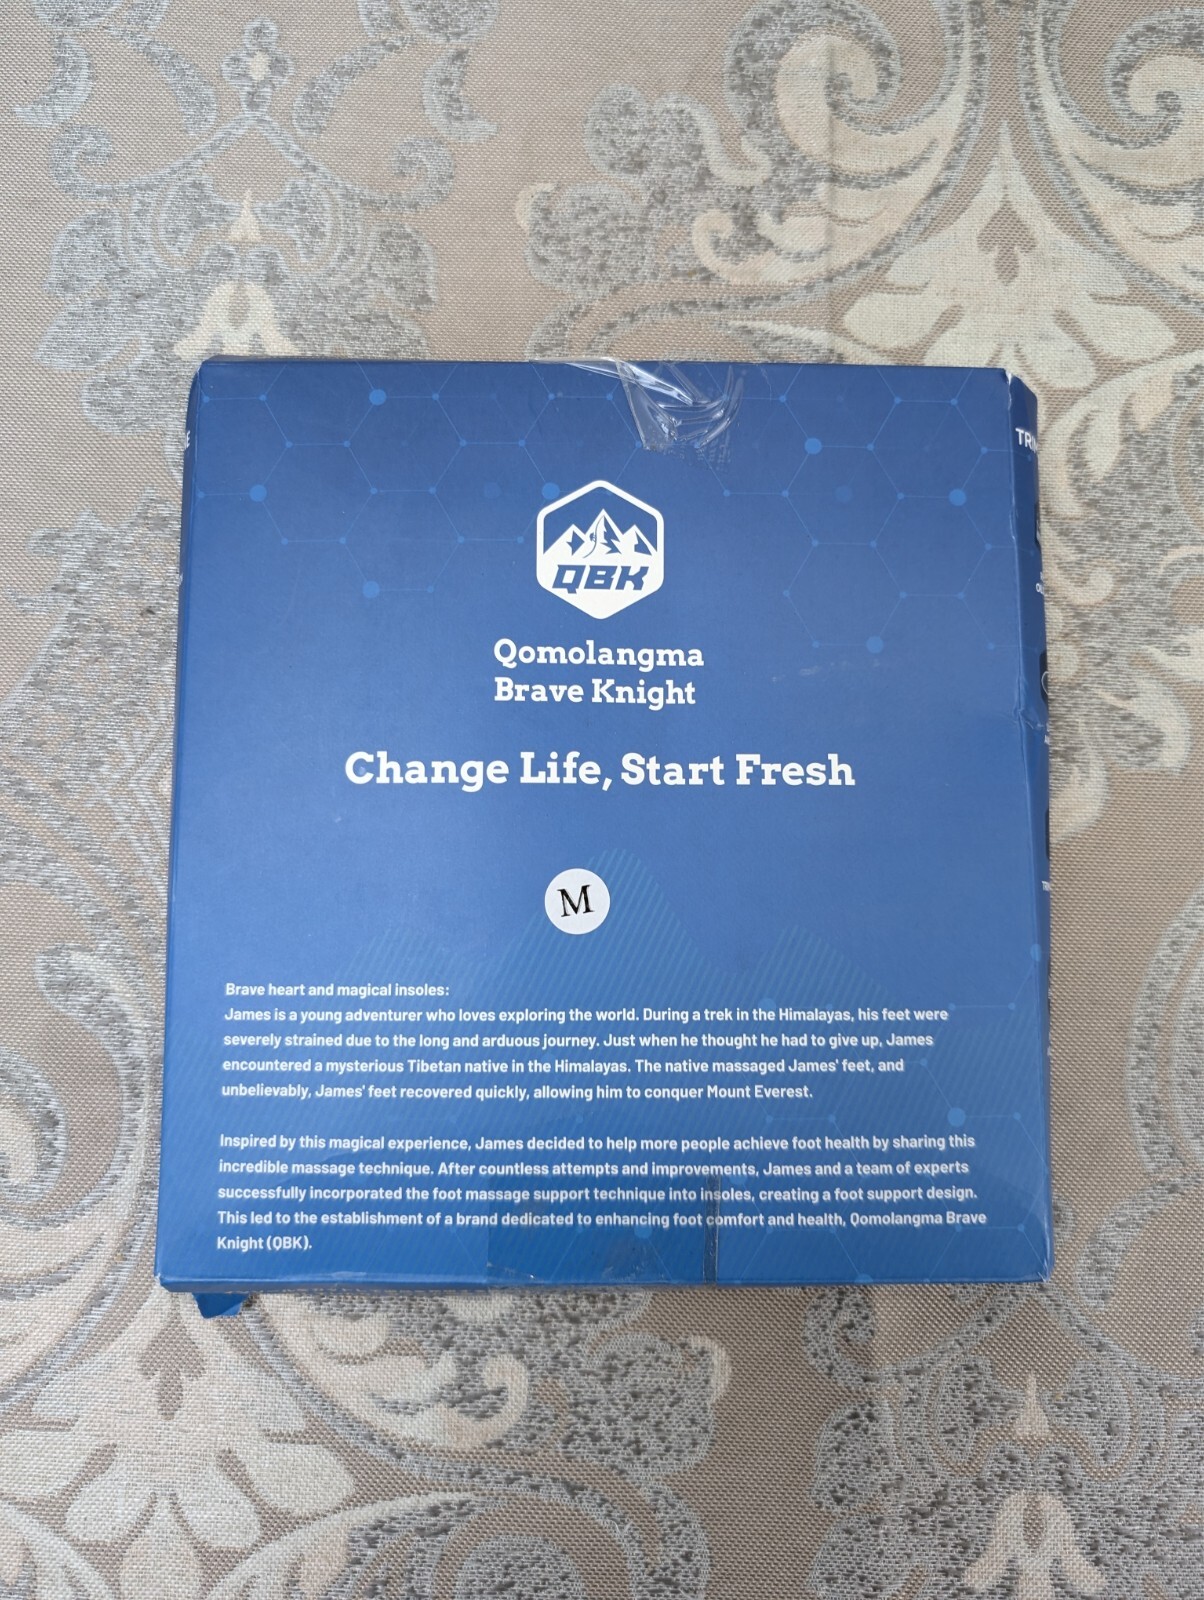 QBK
Qomolangma
Brave Knight
Change Life, Start Fresh
M
Brave heart and magical insoles:
James is a young adventurer who loves exploring the world. During a trek in the Himalayas, his feet were
severely strained due to the long and arduous journey. Just when he thought he had to give up, James
encountered a mysterious Tibetan native in the Himalayas. The native massaged James' feet, and
unbelievably, James' feet recovered quickly, allowing him to conquer Mount Everest.
Inspired by this magical experience, James decided to help more people achieve foot health by sharing this
incredible massage technique. After countless attempts and improvements, James and a team of experts
successfully incorporated the foot massage support technique into insoles, creating a foot support design.
This led to the establishment of a brand dedicated to enhancing foot comfort and health, Qomolangma Brave
Knight (QBK).